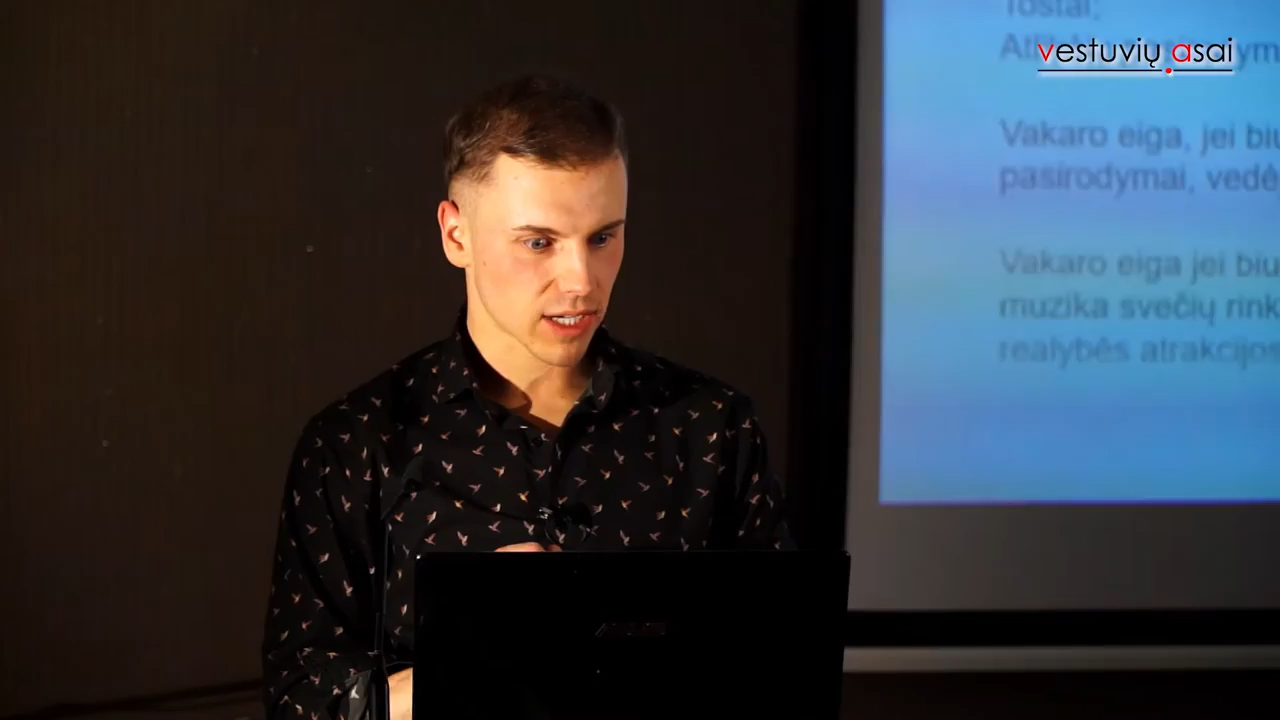 Tostai;
vestuvių.asai
Vakaro eiga, jei biu
pasirodymai, vedė
Vakaro eiga jei biu
muzika svečių rink
realybės atrakcijos